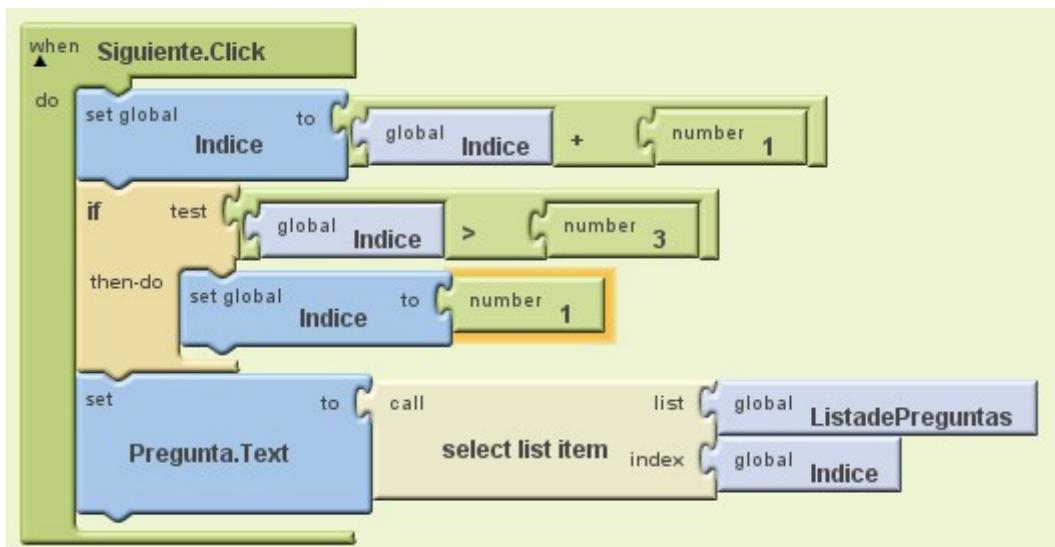 when Siguiente.Click
do
set global Indice to global Indice + number 1
if test global Indice > number 3
then-do set global Indice to number 1
set Pregunta.Text to call select list item list global ListadePreguntas
index global Indice